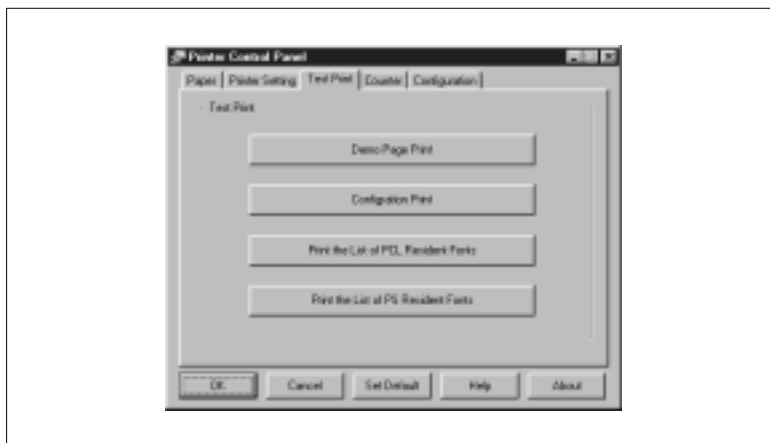 Printer Control Panel
Paper Printer Setting Test Print Counter Configuration
Test Print
Demo Page Print
Configration Print
Print the List of PCL Resident Fonts
Print the List of PS Resident Fonts
OK Cancel Set Default Help About